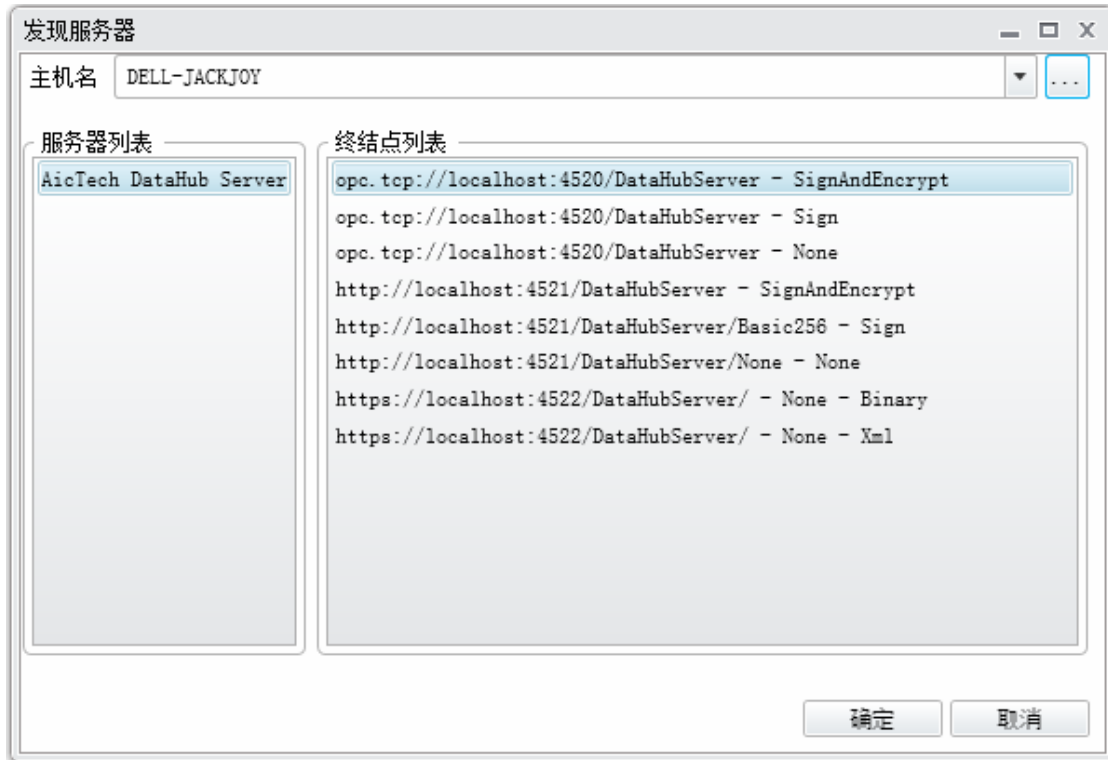 发现服务器
主机名 DELL-JACKJOY ...
服务器列表
AicTech DataHub Server
终结点列表
opc.tcp://localhost:4520/DataHubServer - SignAndEncrypt
opc.tcp://localhost:4520/DataHubServer - Sign
opc.tcp://localhost:4520/DataHubServer - None
http://localhost:4521/DataHubServer - SignAndEncrypt
http://localhost:4521/DataHubServer/Basic256 - Sign
http://localhost:4521/DataHubServer/None - None
https://localhost:4522/DataHubServer/ - None - Binary
https://localhost:4522/DataHubServer/ - None - Xml
确定 取消